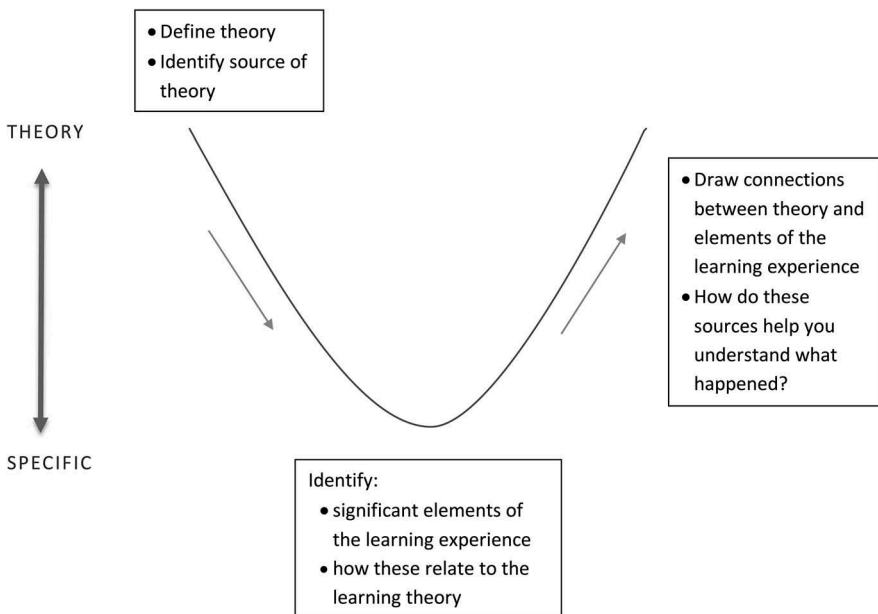 • Define theory
• Identify source of
theory
THEORY
• Draw connections
between theory and
elements of the
learning experience
• How do these
sources help you
understand what
happened?
SPECIFIC
Identify:
• significant elements of
the learning experience
• how these relate to the
learning theory